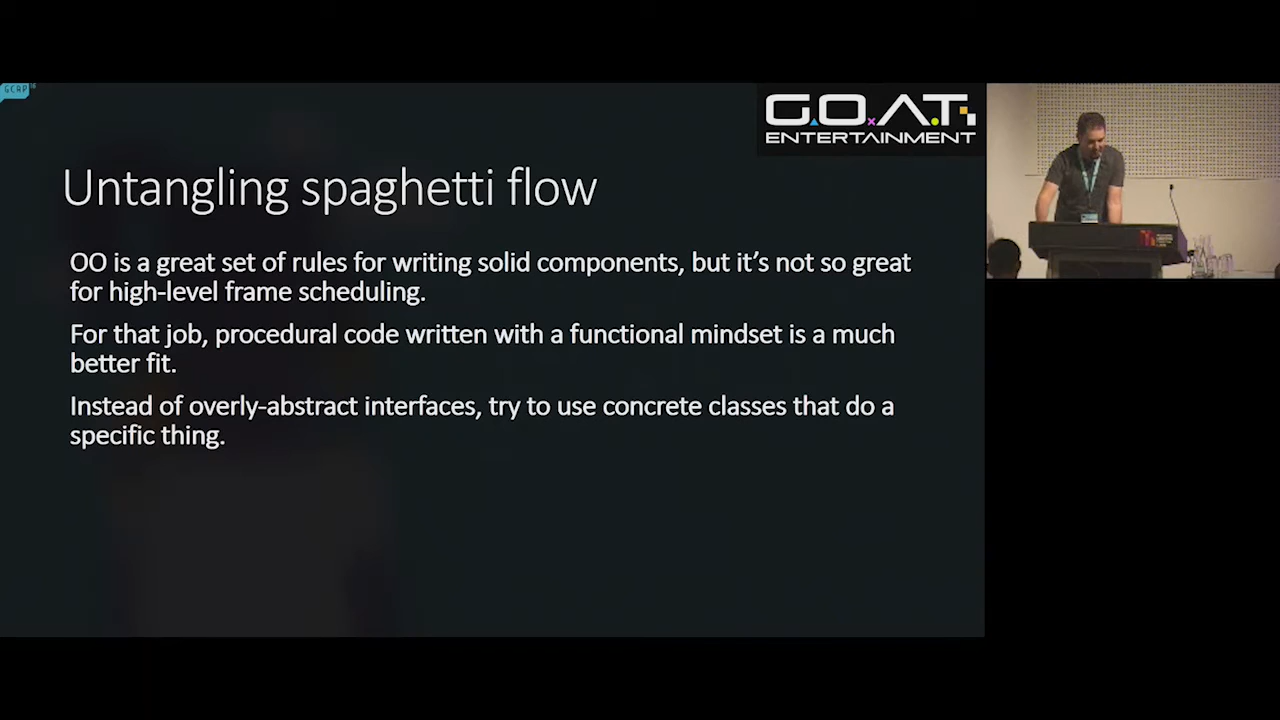 GCAP 18
G.O.A.T.
ENTERTAINMENT
Untangling spaghetti flow
OO is a great set of rules for writing solid components, but it’s not so great
for high-level frame scheduling.
For that job, procedural code written with a functional mindset is a much
better fit.
Instead of overly-abstract interfaces, try to use concrete classes that do a
specific thing.